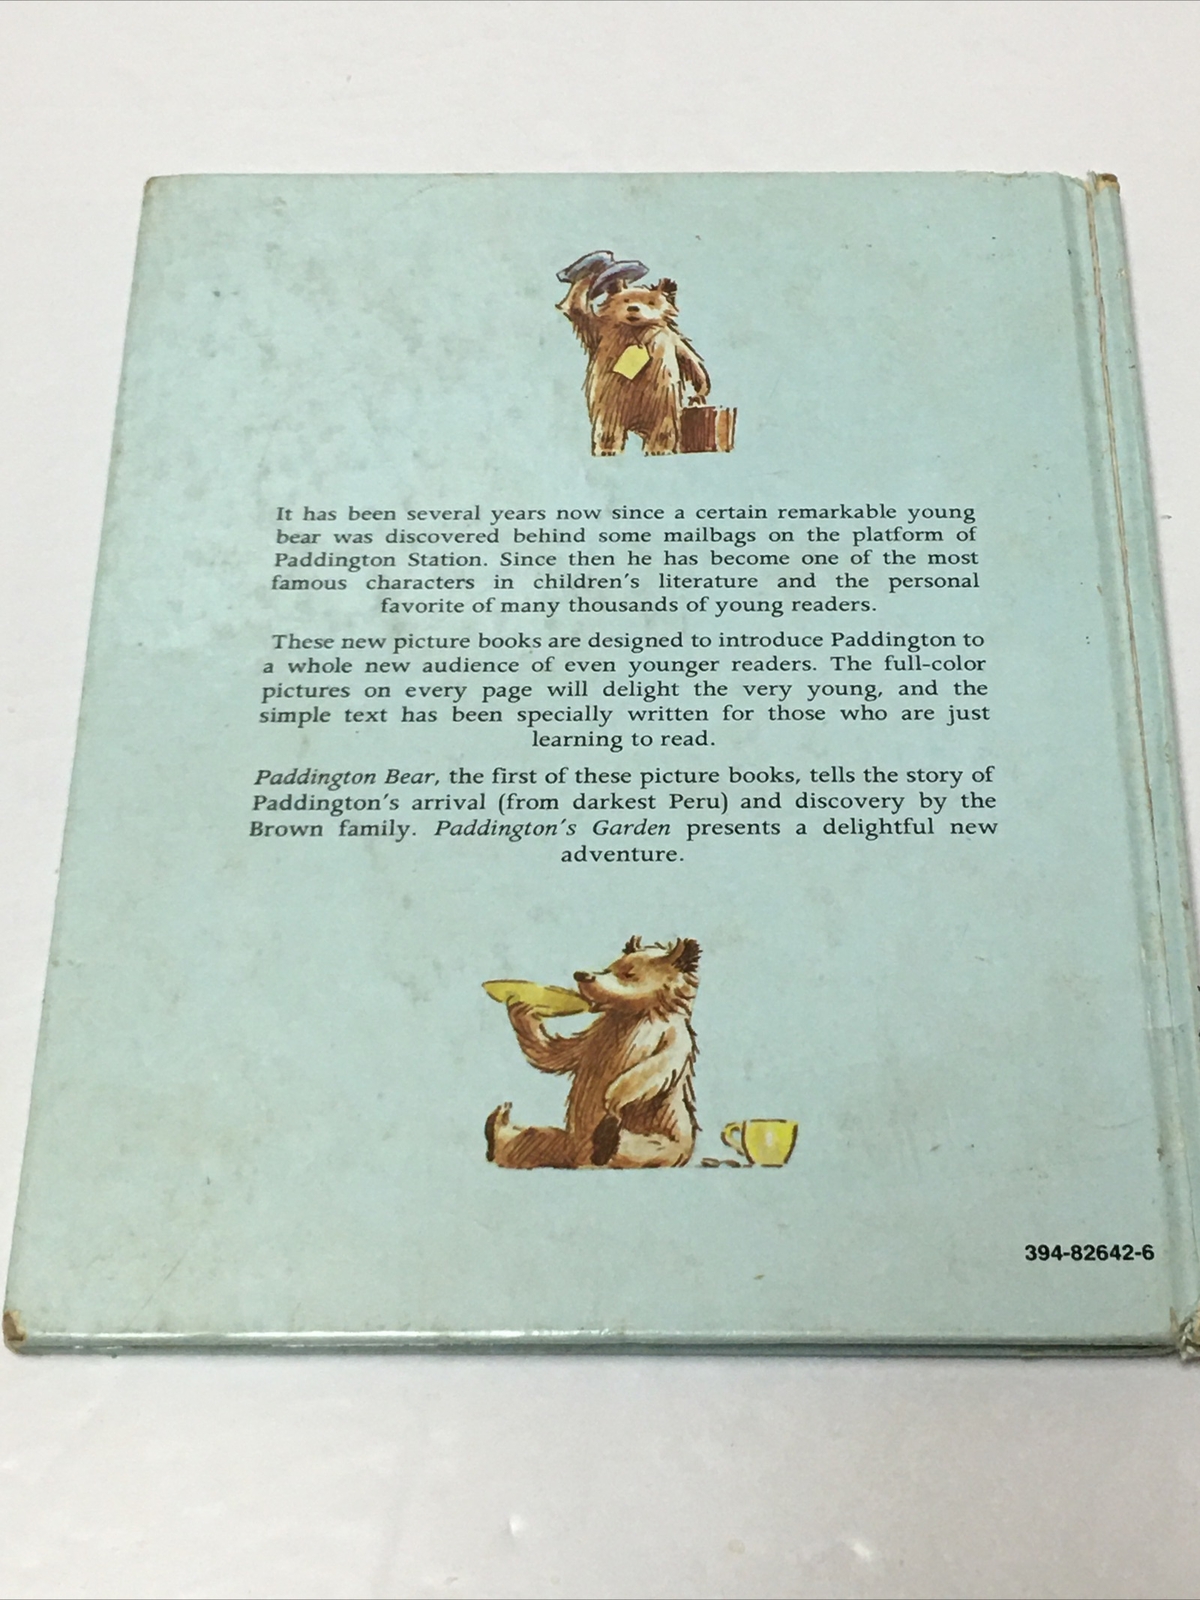 It has been several years now since a certain remarkable young
bear was discovered behind some mailbags on the platform of
Paddington Station. Since then he has become one of the most
famous characters in children's literature and the personal
favorite of many thousands of young readers.
These new picture books are designed to introduce Paddington to
a whole new audience of even younger readers. The full-color
pictures on every page will delight the very young, and the
simple text has been specially written for those who are just
learning to read.
Paddington Bear, the first of these picture books, tells the story of
Paddington's arrival (from darkest Peru) and discovery by the
Brown family. Paddington's Garden presents a delightful new
adventure.
394-82642-6